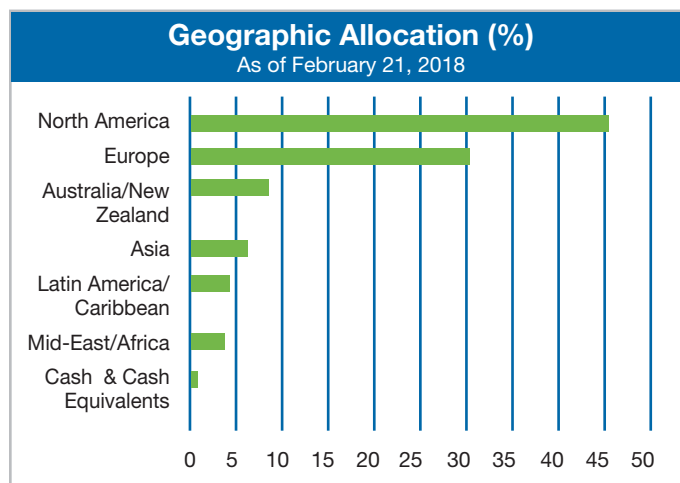 Geographic Allocation (%)
As of February 21, 2018
North America
Europe
Australia/New
Zealand
Asia
Latin America/
Caribbean
Mid-East/Africa
Cash & Cash
Equivalents
0 5 10 15 20 25 30 35 40 45 50